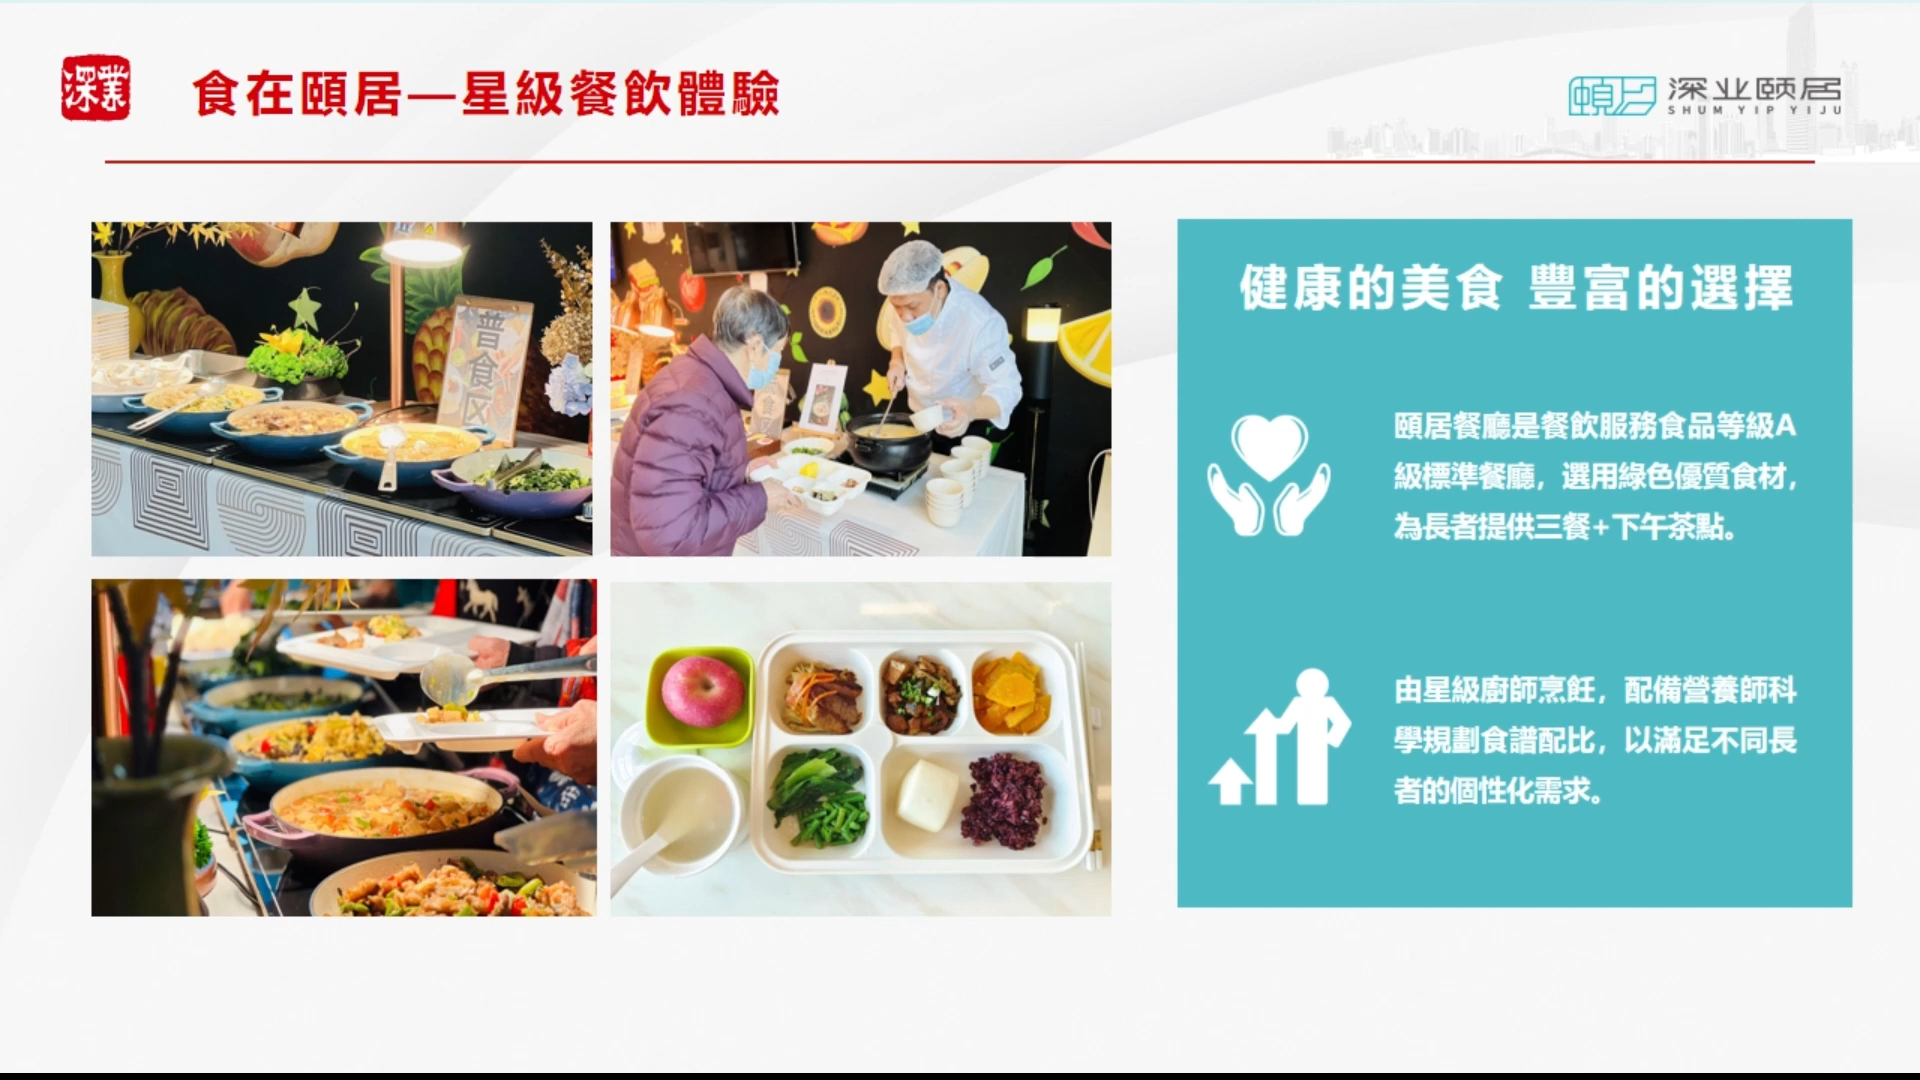 深業
食在頤居—星級餐飲體驗
頤居
深业颐居
SHUM YIP YIJU
普食区
健康的美食 豐富的選擇
頤居餐廳是餐飲服務食品等級A
級標準餐廳，選用綠色優質食材，
為長者提供三餐+下午茶點。
由星級廚師烹飪，配備營養師科
學規劃食譜配比，以滿足不同長
者的個性化需求。